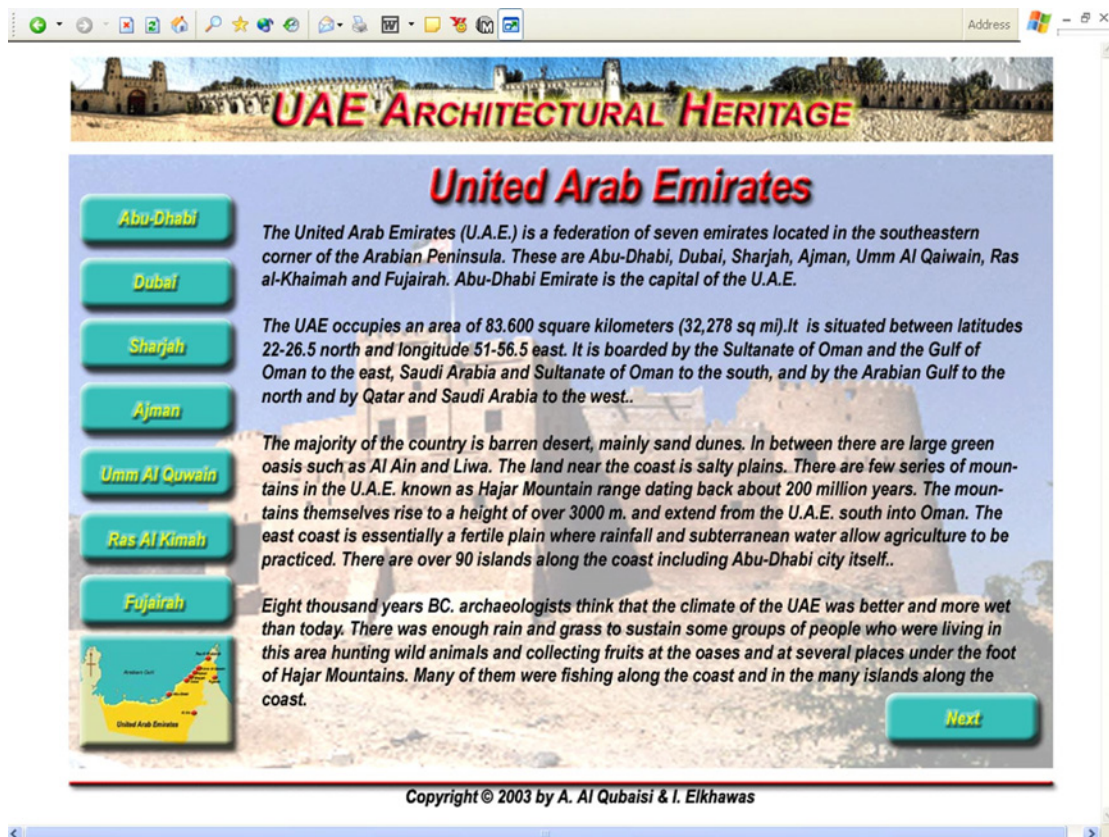 Address
UAE ARCHITECTURAL HERITAGE
United Arab Emirates
Abu-Dhabi
Dubai
Sharjah
Ajman
Umm Al Quwain
Ras Al Kimah
Fujairah
The United Arab Emirates (U.A.E.) is a federation of seven emirates located in the southeastern
corner of the Arabian Peninsula. These are Abu-Dhabi, Dubai, Sharjah, Ajman, Umm Al Qaiwain, Ras
al-Khaimah and Fujairah. Abu-Dhabi Emirate is the capital of the U.A.E.
The UAE occupies an area of 83.600 square kilometers (32,278 sq mi).It is situated between latitudes
22-26.5 north and longitude 51-56.5 east. It is boarded by the Sultanate of Oman and the Gulf of
Oman to the east, Saudi Arabia and Sultanate of Oman to the south, and by the Arabian Gulf to the
north and by Qatar and Saudi Arabia to the west..
The majority of the country is barren desert, mainly sand dunes. In between there are large green
oasis such as Al Ain and Liwa. The land near the coast is salty plains. There are few series of moun-
tains in the U.A.E. known as Hajar Mountain range dating back about 200 million years. The moun-
tains themselves rise to a height of over 3000 m. and extend from the U.A.E. south into Oman. The
east coast is essentially a fertile plain where rainfall and subterranean water allow agriculture to be
practiced. There are over 90 islands along the coast including Abu-Dhabi city itself..
Eight thousand years BC. archaeologists think that the climate of the UAE was better and more wet
than today. There was enough rain and grass to sustain some groups of people who were living in
this area hunting wild animals and collecting fruits at the oases and at several places under the foot
of Hajar Mountains. Many of them were fishing along the coast and in the many islands along the
coast.
Arabian Gulf
United Arab Emirates
Next
Copyright © 2003 by A. Al Qubaisi & I. Elkhawas